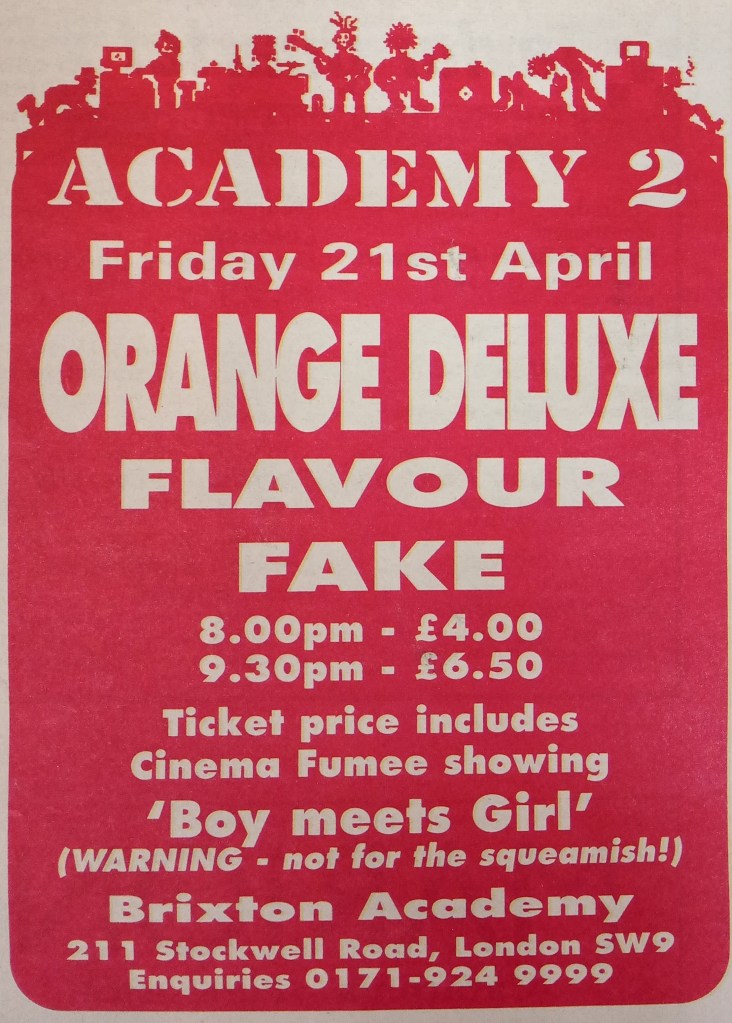 ACADEMY 2
Friday 21st April
ORANGE DELUXE
FLAVOUR
FAKE
8.00pm - £4.00
9.30pm - £6.50
Ticket price includes
Cinema Fumee showing
'Boy meets Girl'
(WARNING - not for the squeamish!)
Brixton Academy
211 Stockwell Road, London SW9
Enquiries 0171-924 9999